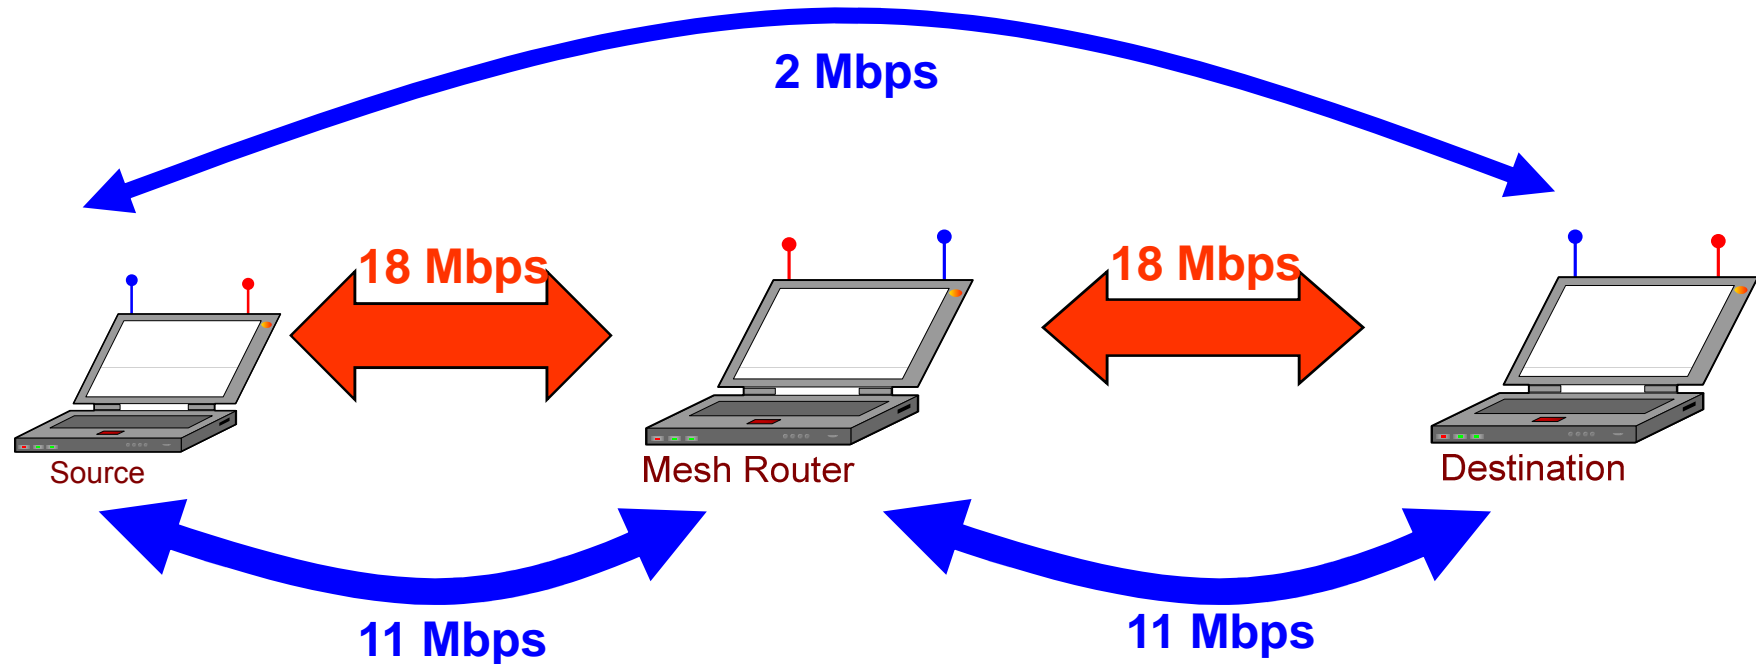 2 Mbps
18 Mbps
18 Mbps
Source
Mesh Router
Destination
11 Mbps
11 Mbps